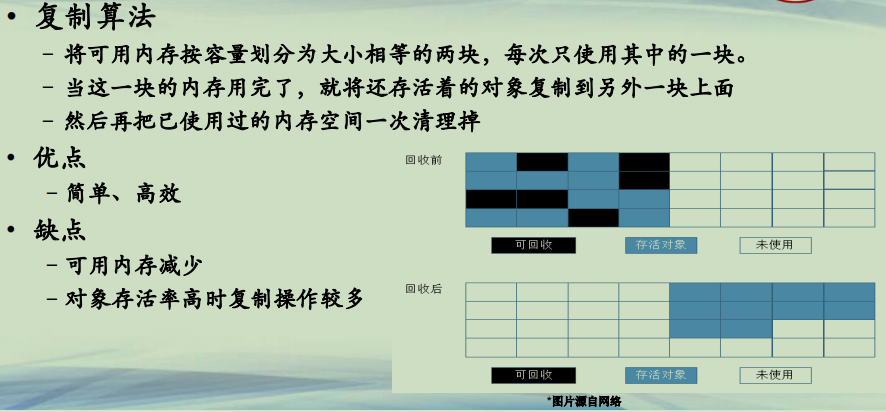 • 复制算法
– 将可用内存按容量划分为大小相等的两块，每次只使用其中的一块。
– 当这一块的内存用完了，就将还存活着的对象复制到另外一块上面
– 然后再把已使用过的内存空间一次清理掉
• 优点
– 简单、高效
• 缺点
– 可用内存减少
– 对象存活率高时复制操作较多
回收前
可回收 存活对象 未使用
回收后
可回收 存活对象 未使用
*图片源自网络